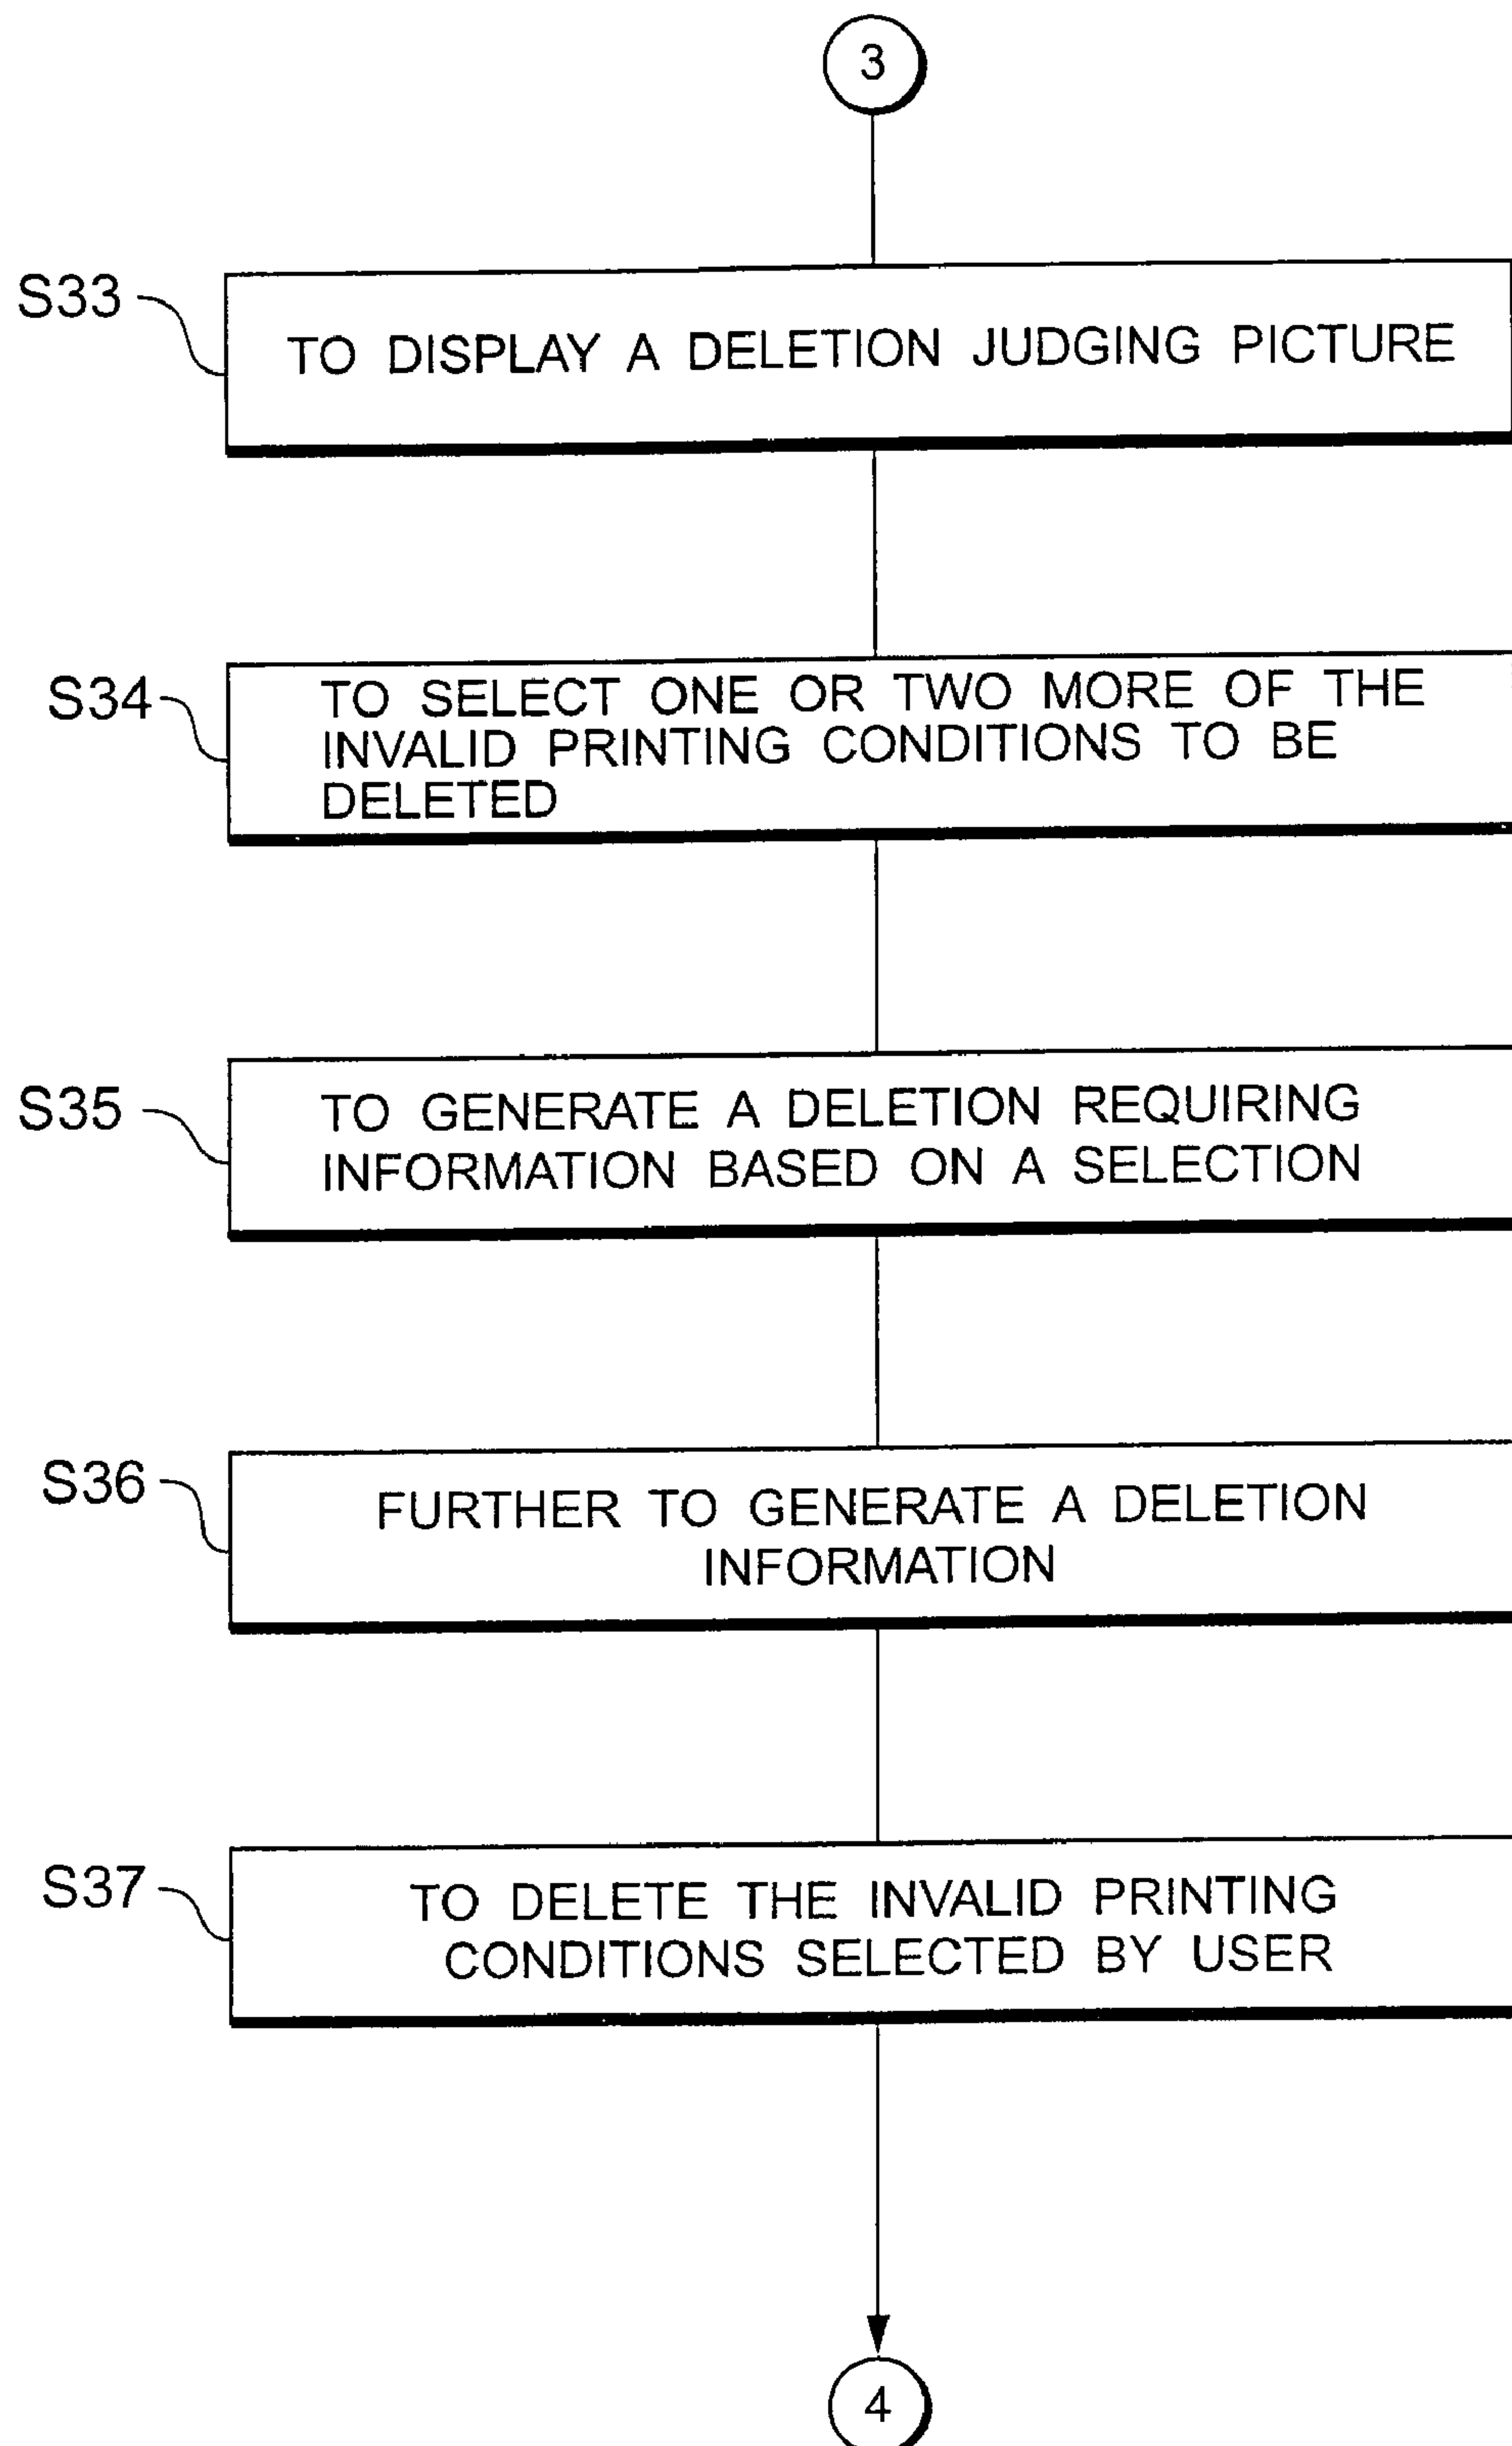 3
S33
TO DISPLAY A DELETION JUDGING PICTURE
S34
TO SELECT ONE OR TWO MORE OF THE
INVALID PRINTING CONDITIONS TO BE
DELETED
S35
TO GENERATE A DELETION REQUIRING
INFORMATION BASED ON A SELECTION
S36
FURTHER TO GENERATE A DELETION
INFORMATION
S37
TO DELETE THE INVALID PRINTING
CONDITIONS SELECTED BY USER
4